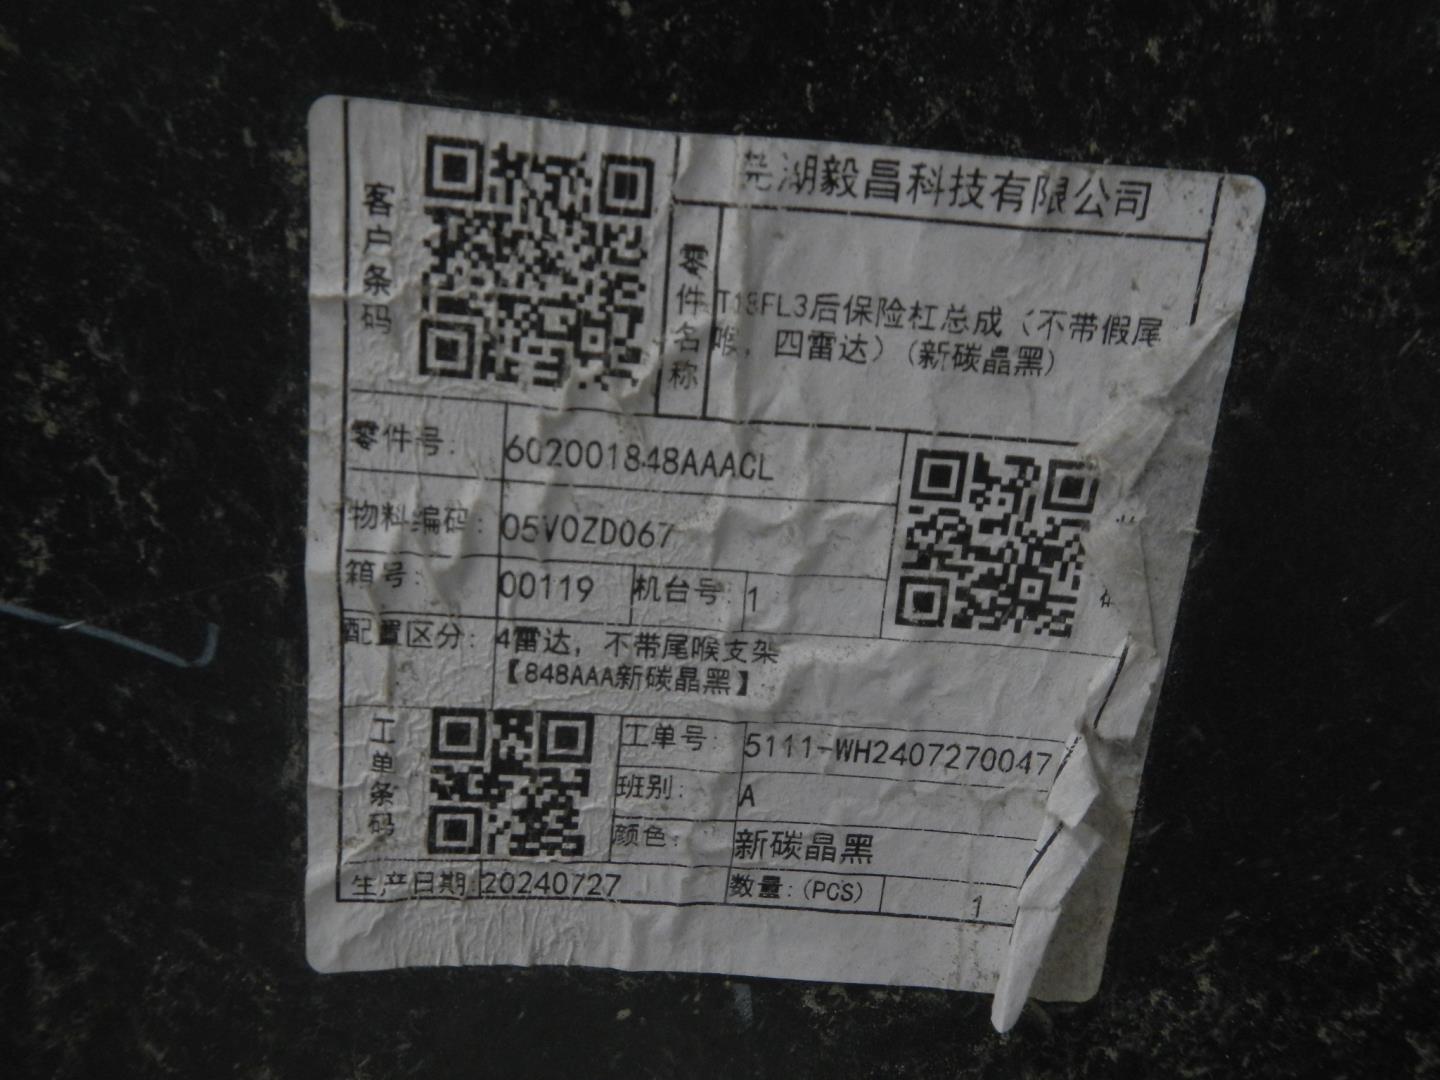 芜湖毅昌科技有限公司
客户条码
零件名称
T18FL3后保险杠总成（不带假尾
喉，四雷达）（新碳晶黑）
零件号：
602001848AAACL
物料编码：
05V0ZD067
箱号：
00119
机台号：
1
配置区分：
4雷达，不带尾喉支架
【848AAA新碳晶黑】
工单条码
工单号：
5111-WH2407270047
班别：
A
颜色：
新碳晶黑
生产日期：
20240727
数量：(PCS)
1